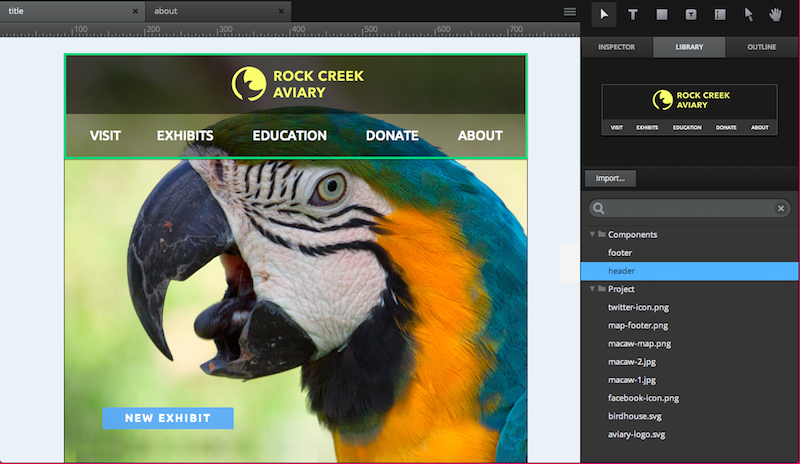 title
about
100
200
300
400
500
600
700
ROCK CREEK
AVIARY
VISIT EXHIBITS EDUCATION DONATE ABOUT
NEW EXHIBIT
T T
INSPECTOR LIBRARY OUTLINE
ROCK CREEK
AVIARY
VISIT EXHIBITS EDUCATION DONATE ABOUT
Import...
Components
footer
header
Project
twitter-icon.png
map-footer.png
macaw-map.png
macaw-2.jpg
macaw-1.jpg
facebook-icon.png
birdhouse.svg
aviary-logo.svg